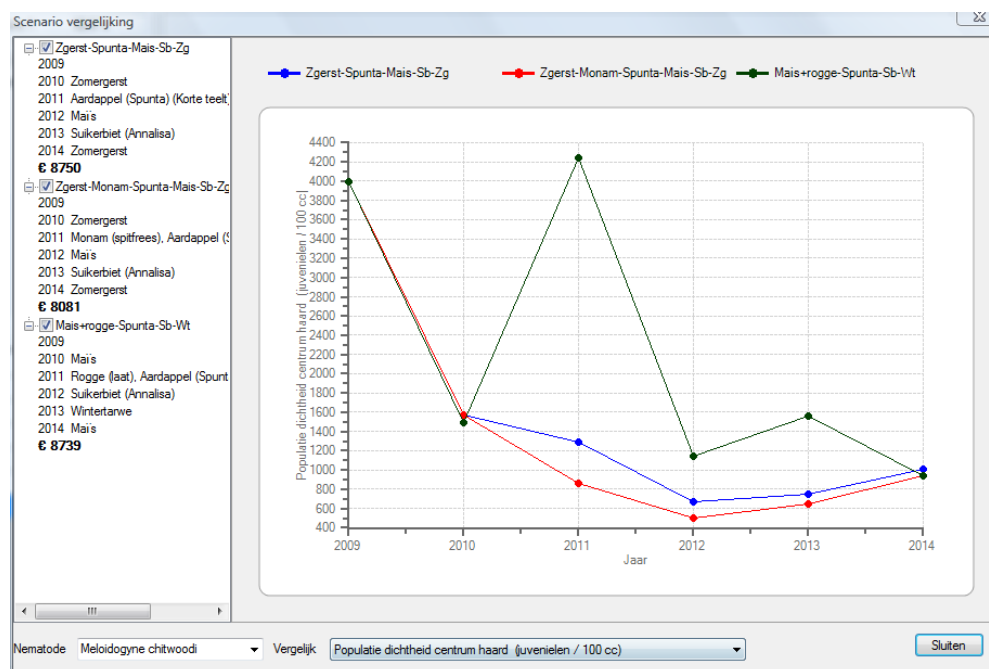 Scenario vergelijking
Zgerst-Spunta-Mais-Sb-Zg
2009
2010 Zomergerst
2011 Aardappel (Spunta) (Korte teelt)
2012 Maïs
2013 Suikerbiet (Annalisa)
2014 Zomergerst
€ 8750
Zgerst-Monam-Spunta-Mais-Sb-Zg
2009
2010 Zomergerst
2011 Monam (spitfrees), Aardappel (S
2012 Maïs
2013 Suikerbiet (Annalisa)
2014 Zomergerst
€ 8081
Mais+rogge-Spunta-Sb-Wt
2009
2010 Maïs
2011 Rogge (laat), Aardappel (Spunt
2012 Suikerbiet (Annalisa)
2013 Wintertarwe
2014 Maïs
€ 8739
Zgerst-Spunta-Mais-Sb-Zg
Zgerst-Monam-Spunta-Mais-Sb-Zg
Mais+rogge-Spunta-Sb-Wt
Populatie dichtheid centrum haard (juvenielen / 100 cc)
4400
4200
4000
3800
3600
3400
3200
3000
2800
2600
2400
2200
2000
1800
1600
1400
1200
1000
800
600
400
2009 2010 2011 2012 2013 2014
Jaar
Nematode Meloidogyne chitwoodi Vergelijk Populatie dichtheid centrum haard (juvenielen / 100 cc) Sluiten